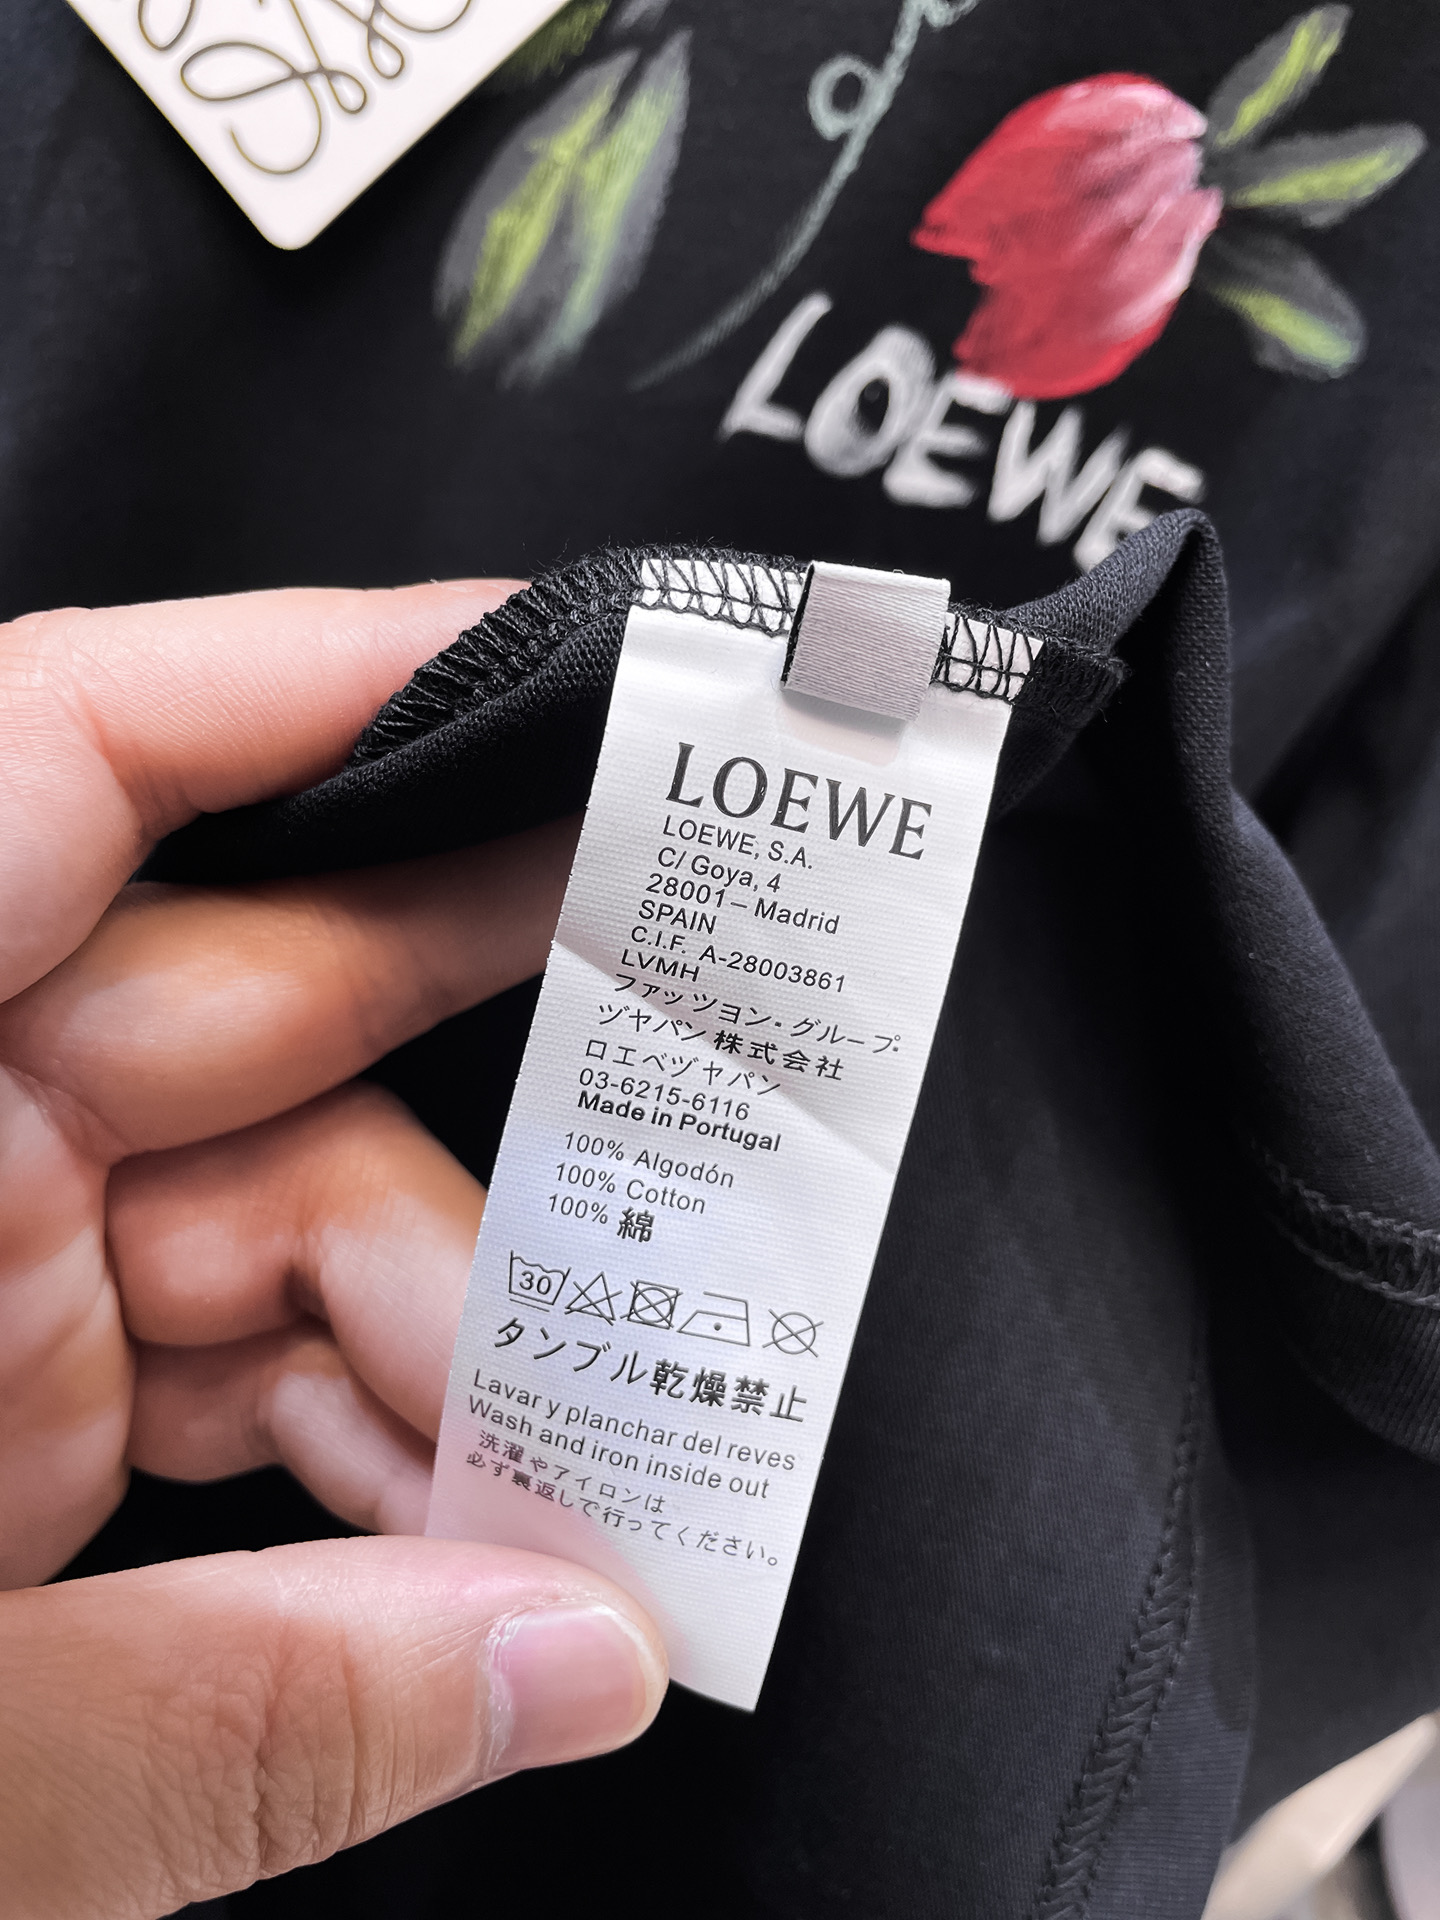 LOEWE
LOEWE
LOEWE, S.A.
C/ Goya, 4
28001– Madrid
SPAIN
C.I.F. A-28003861
LVMH
ファッツヨン・グループ
ヅヤパン株式会社
ロエベヅヤパン
03-6215-6116
Made in Portugal
100% Algodón
100% Cotton
100% 綿
30
タンブル乾燥禁止
Lavar y planchar del reves
Wash and iron inside out
洗濯やアイロンは
必ず裏返しで行ってください。